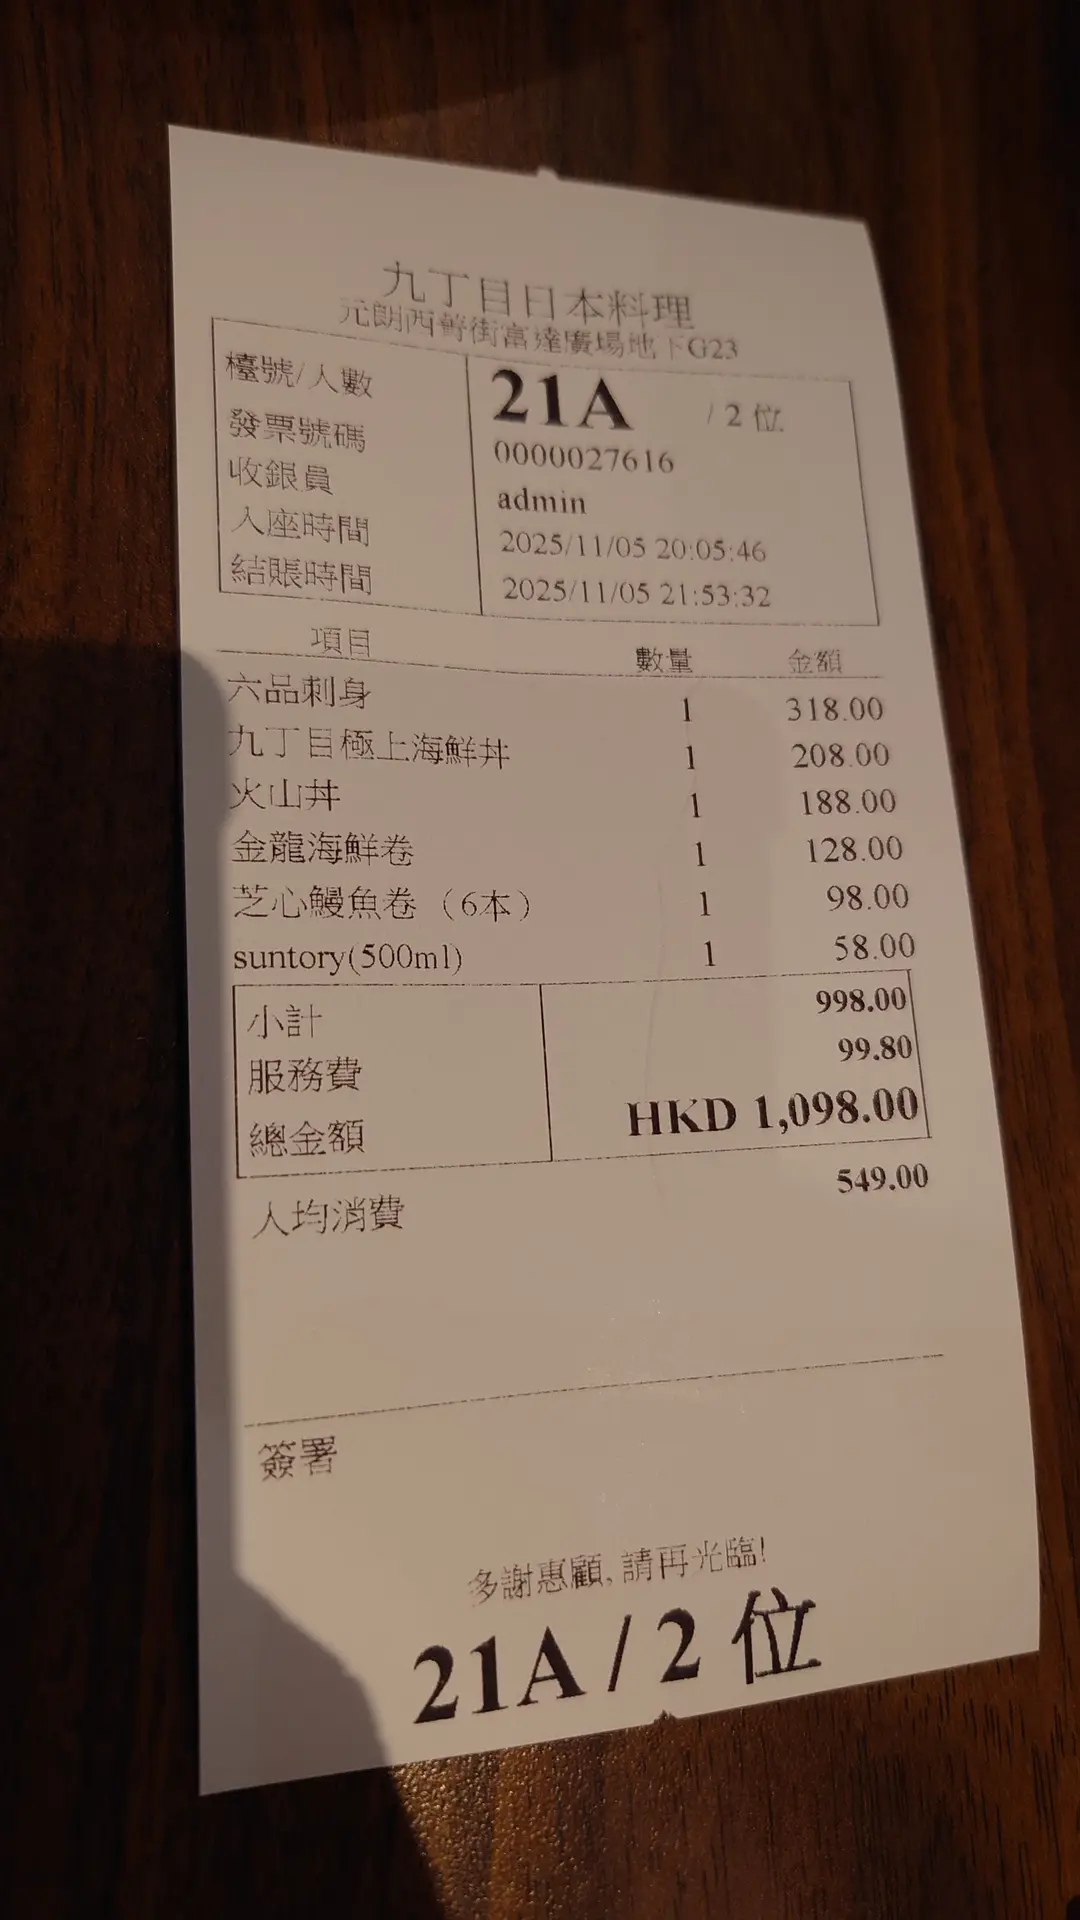 九丁目日本料理
元朗西菁街富達廣場地下G23
檯號/人數 21A / 2 位
發票號碼 0000027616
收銀員 admin
入座時間 2025/11/05 20:05:46
結賬時間 2025/11/05 21:53:32
項目 數量 金額
六品刺身 1 318.00
九丁目極上海鮮丼 1 208.00
火山丼 1 188.00
金龍海鮮卷 1 128.00
芝心鰻魚卷（6本） 1 98.00
suntory(500ml) 1 58.00
小計 998.00
服務費 99.80
總金額 HKD 1,098.00
人均消費 549.00
簽署
多謝惠顧, 請再光臨!
21A / 2 位